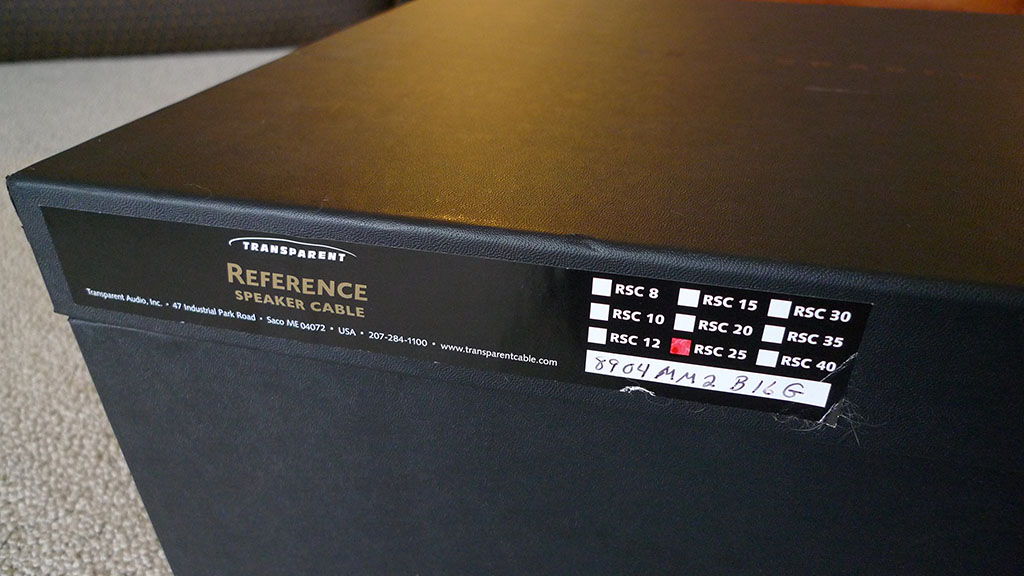 TRANSPARENT
REFERENCE
SPEAKER CABLE
Transparent Audio, Inc. • 47 Industrial Park Road • Saco ME 04072 • USA • 207-284-1100 • www.transparentcable.com
RSC 8 RSC 15 RSC 30
RSC 10 RSC 20 RSC 35
RSC 12 RSC 25 RSC 40
8904 MM2 B16G